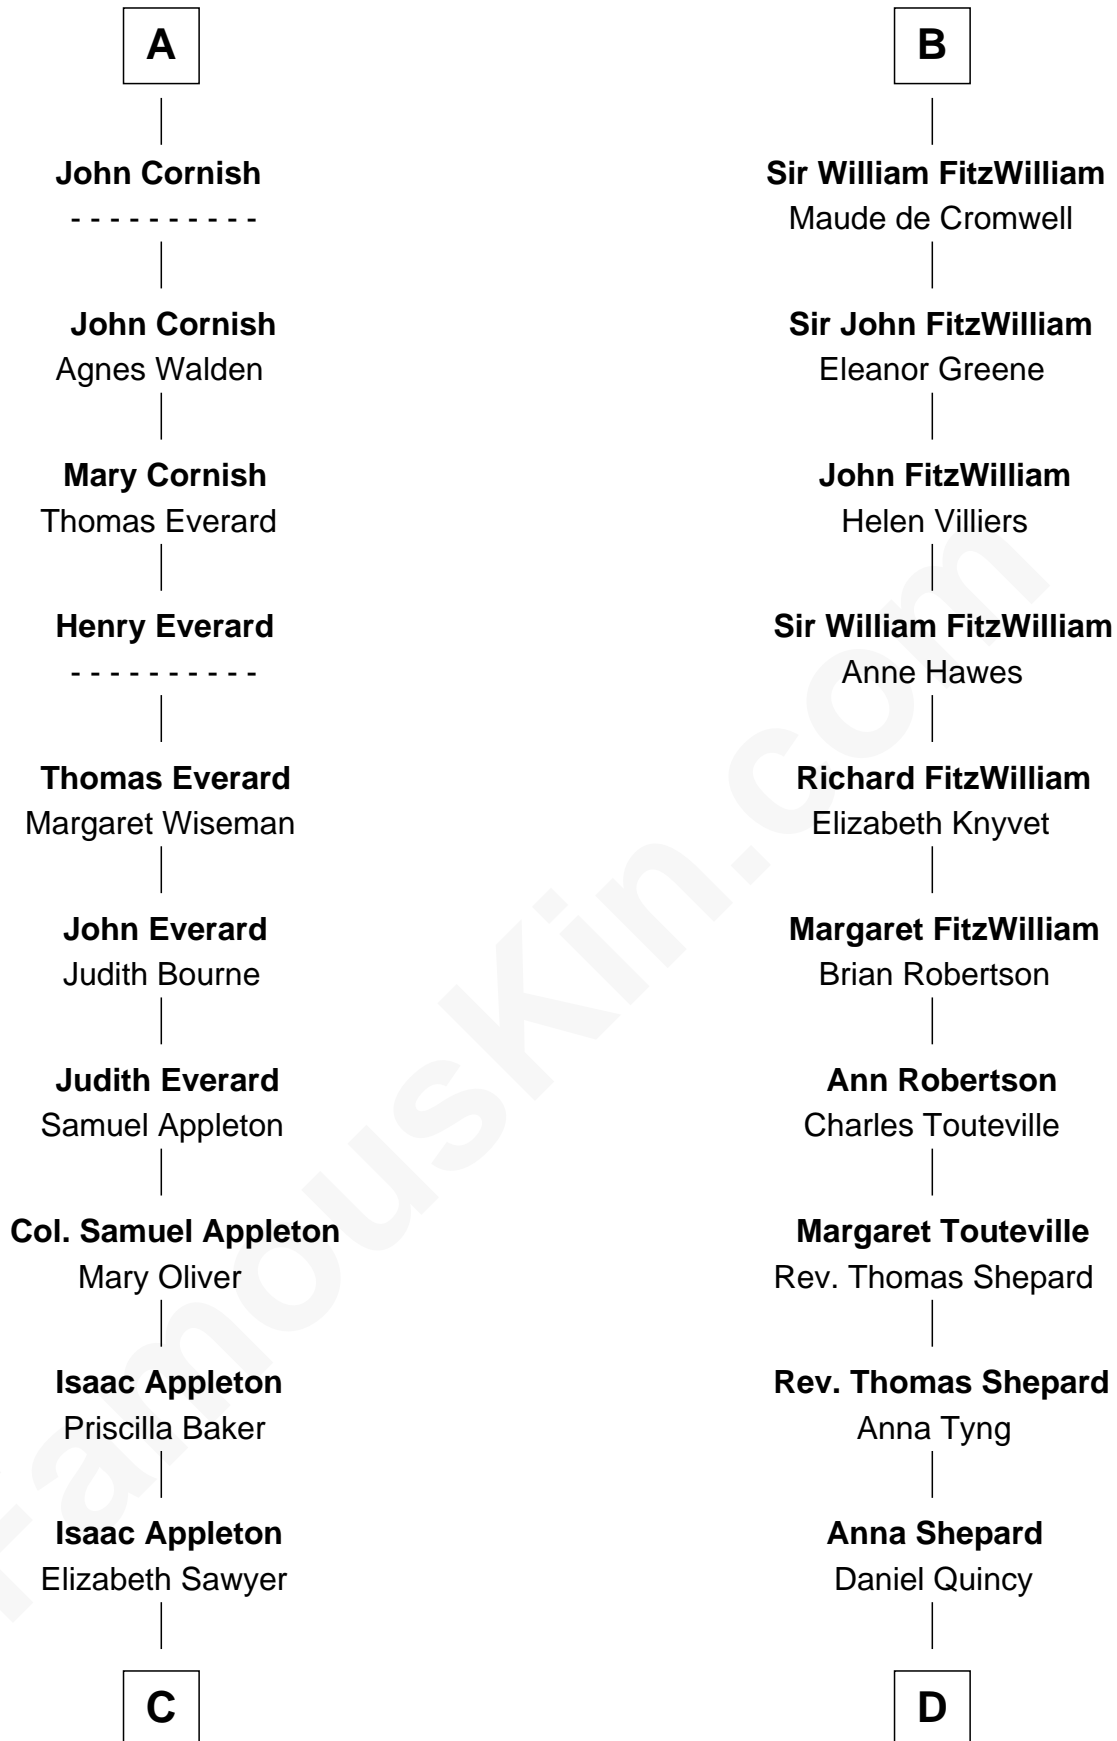 A
John Cornish
- - - - - - - - - -
John Cornish
Agnes Walden
Mary Cornish
Thomas Everard
Henry Everard
- - - - - - - - - -
Thomas Everard
Margaret Wiseman
John Everard
Judith Bourne
Judith Everard
Samuel Appleton
Col. Samuel Appleton
Mary Oliver
Isaac Appleton
Priscilla Baker
Isaac Appleton
Elizabeth Sawyer
C
B
Sir William FitzWilliam
Maude de Cromwell
Sir John FitzWilliam
Eleanor Greene
John FitzWilliam
Helen Villiers
Sir William FitzWilliam
Anne Hawes
Richard FitzWilliam
Elizabeth Knyvet
Margaret FitzWilliam
Brian Robertson
Ann Robertson
Charles Touteville
Margaret Touteville
Rev. Thomas Shepard
Rev. Thomas Shepard
Anna Tyng
Anna Shepard
Daniel Quincy
D
FamousKin.com